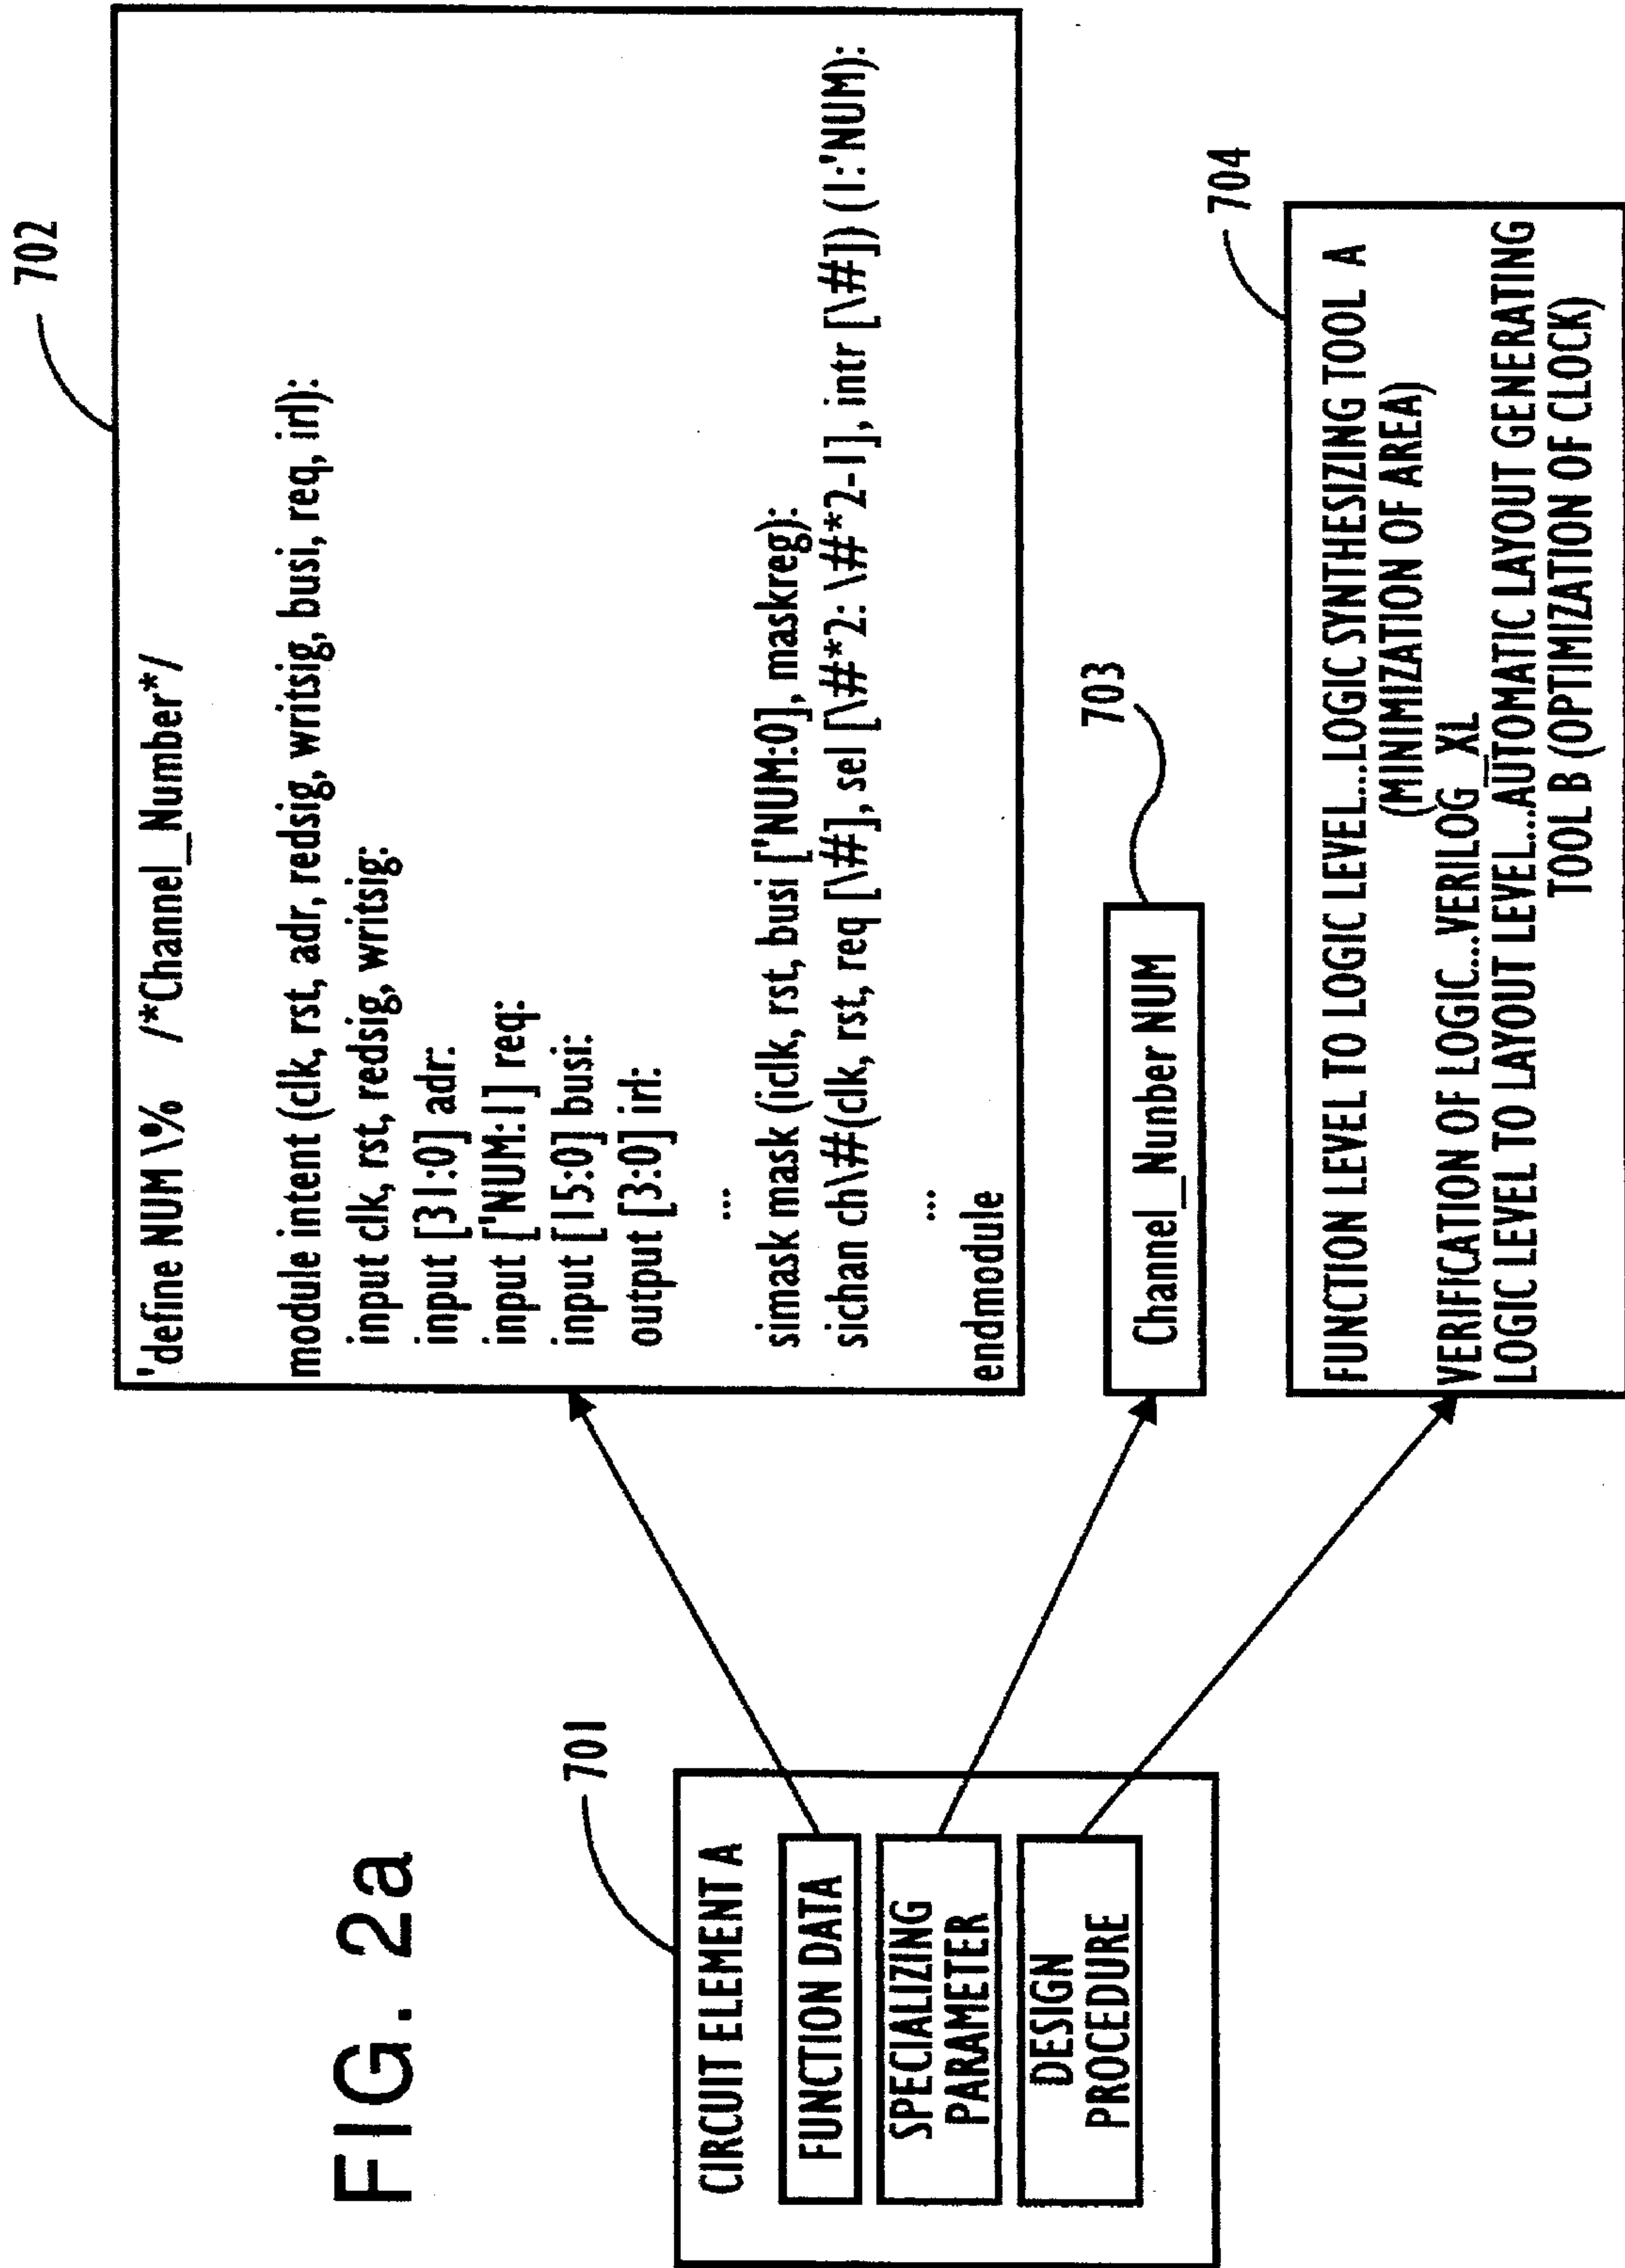 FIG. 2a
701
CIRCUIT ELEMENT A
FUNCTION DATA
SPECIALIZING
PARAMETER
DESIGN
PROCEDURE
702
'define NUM \% /*Channel_Number*/
module intent (clk, rst, adr, redsig, writsig, busi, req, irl):
input clk, rst, redsig, writsig:
input [31:0] adr:
input ['NUM:1] req:
input [15:0] busi:
output [3:0] irl:
...
simask mask (iclk, rst, busi ['NUM:0], maskreg):
sichan ch\#(clk, rst, req [\#], sel [\#*2: \#*2-1], intr [\#]) (1:'NUM):
...
endmodule
703
Channel_Nunber NUM
704
FUNCTION LEVEL TO LOGIC LEVEL...LOGIC SYNTHESIZING TOOL A
(MINIMIZATION OF AREA)
VERIFICATION OF LOGIC...VERILOG_XL
LOGIC LEVEL TO LAYOUT LEVEL...AUTOMATIC LAYOUT GENERATING
TOOL B (OPTIMIZATION OF CLOCK)